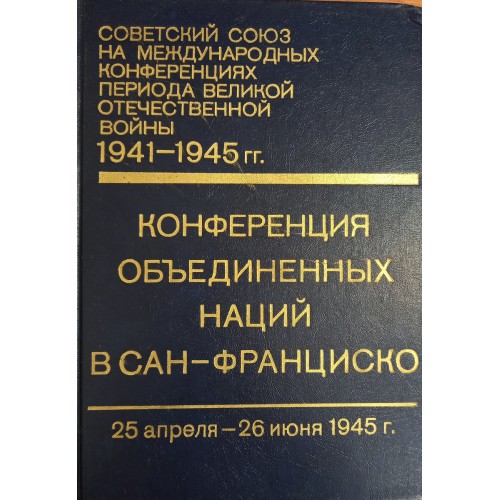 СОВЕТСКИЙ СОЮЗ
НА МЕЖДУНАРОДНЫХ
КОНФЕРЕНЦИЯХ
ПЕРИОДА ВЕЛИКОЙ
ОТЕЧЕСТВЕННОЙ
ВОЙНЫ
1941–1945 гг.
КОНФЕРЕНЦИЯ
ОБЪЕДИНЕННЫХ
НАЦИЙ
В САН-ФРАНЦИСКО
25 апреля – 26 июня 1945 г.